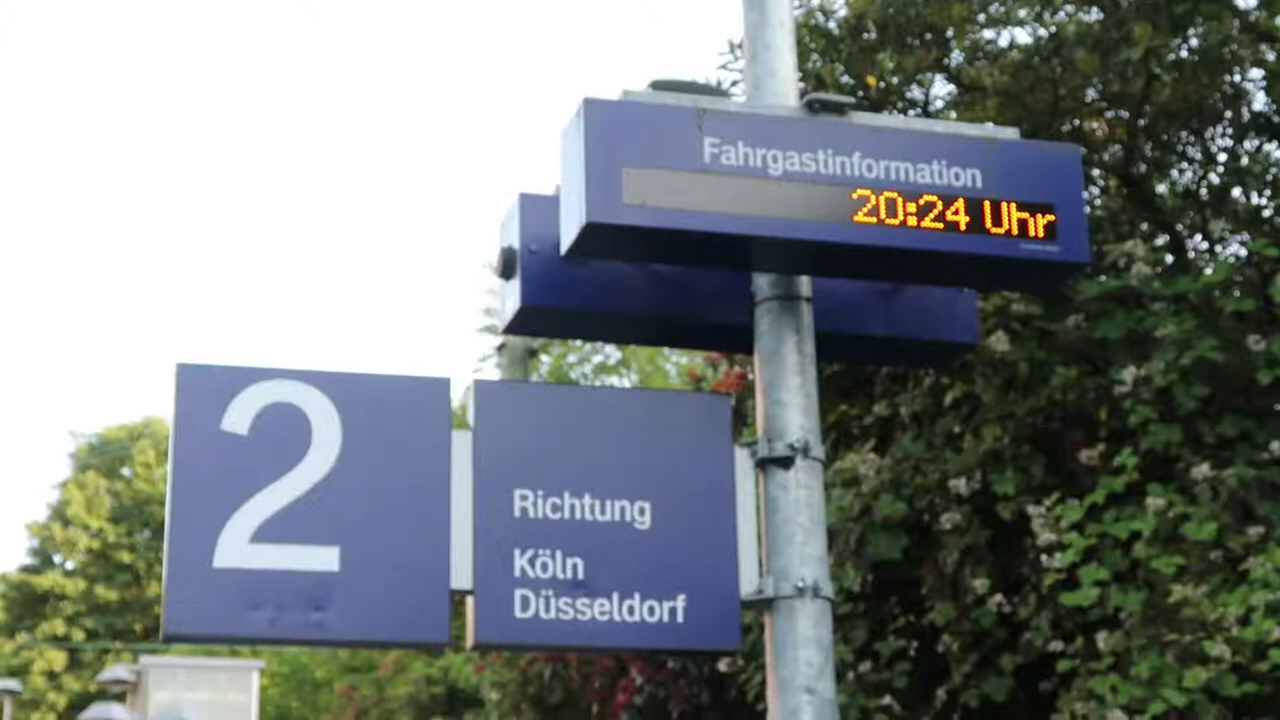 Fahrgastinformation
20:24 Uhr
2
Richtung
Köln
Düsseldorf